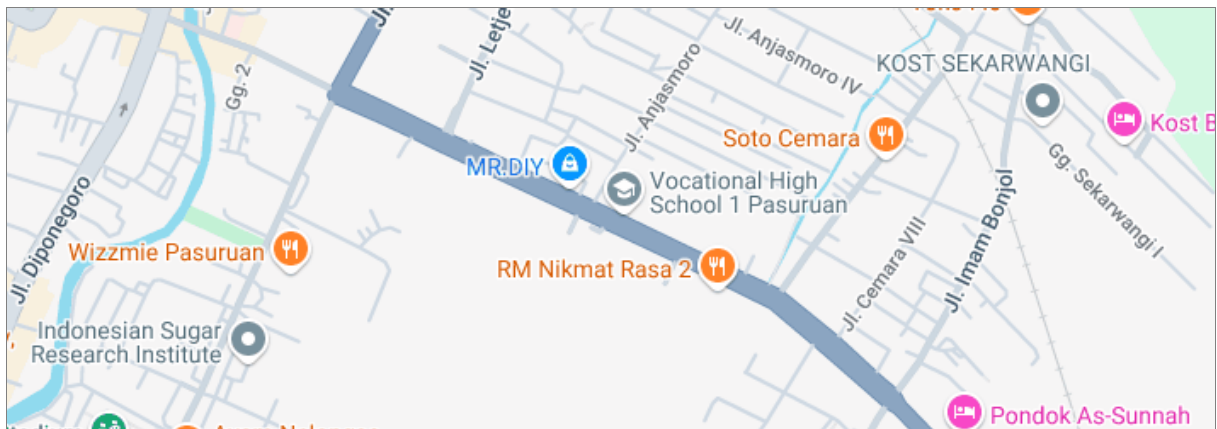 Jl. Letje
Jl. Anjasmoro IV
KOST SEKARWANGI
Gg. 2
Jl. Anjasmoro
Soto Cemara
Kost B
MR.DIY
Vocational High
School 1 Pasuruan
Gg. Sekarwangi I
Jl. Diponegoro
Wizzmie Pasuruan
RM Nikmat Rasa 2
Jl. Cemara VIII
Jl. Imam Bonjol
Indonesian Sugar
Research Institute
Pondok As-Sunnah